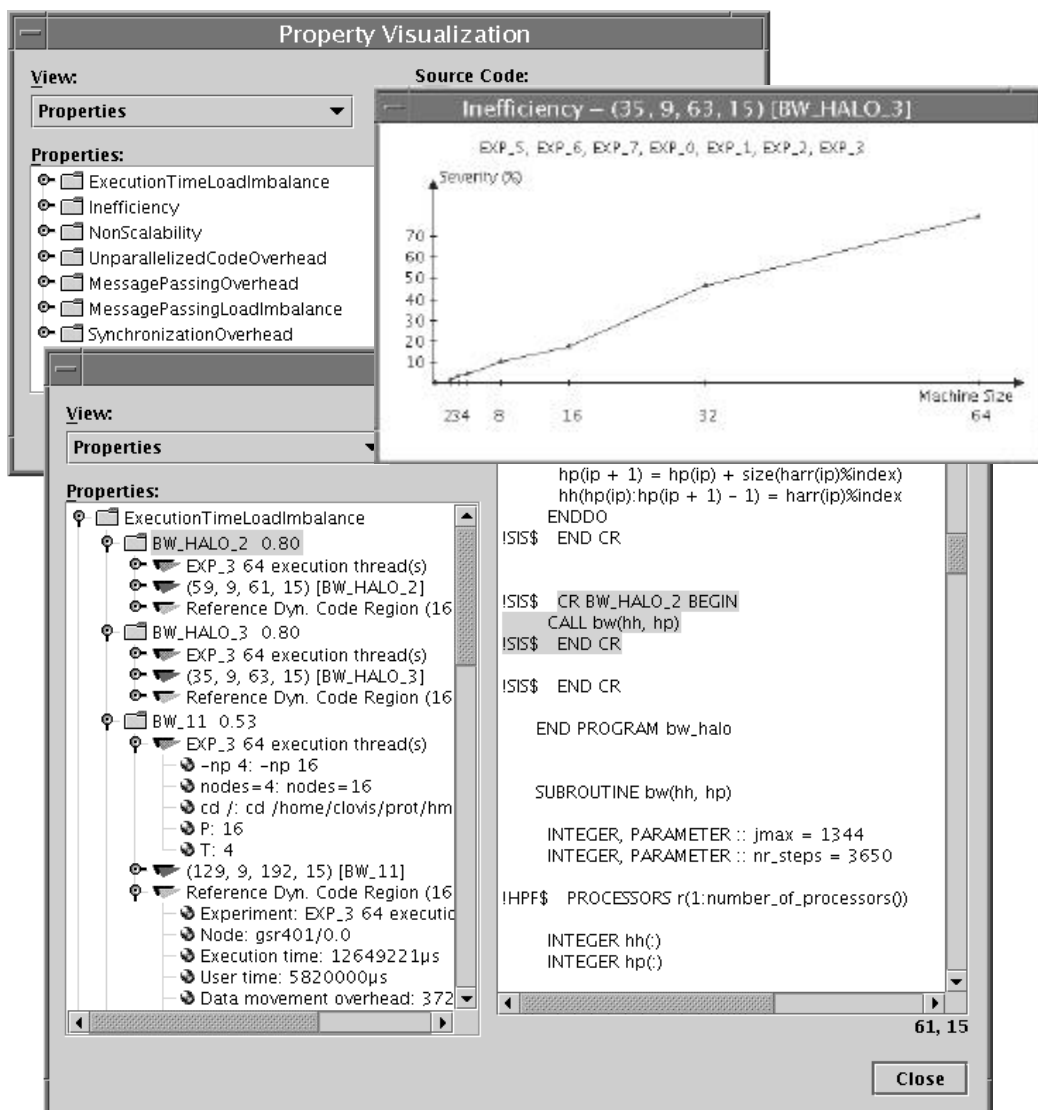 Property Visualization
View:
Source Code:
Properties
Properties:
ExecutionTimeLoadImbalance
Inefficiency
NonScalability
UnparallelizedCodeOverhead
MessagePassingOverhead
MessagePassingLoadImbalance
SynchronizationOverhead
Inefficiency – (35, 9, 63, 15) [BW_HALO_3]
EXP_5, EXP_6, EXP_7, EXP_0, EXP_1, EXP_2, EXP_3
Severity (%)
70
60
50
40
30
20
10
Machine Size
2 3 4 8 16 32 64
View:
Properties
Properties:
ExecutionTimeLoadImbalance
BW_HALO_2 0.80
EXP_3 64 execution thread(s)
(59, 9, 61, 15) [BW_HALO_2]
Reference Dyn. Code Region (16
BW_HALO_3 0.80
EXP_3 64 execution thread(s)
(35, 9, 63, 15) [BW_HALO_3]
Reference Dyn. Code Region (16
BW_11 0.53
EXP_3 64 execution thread(s)
-np 4: -np 16
nodes=4: nodes=16
cd /: cd /home/clovis/prot/hm
P: 16
T: 4
(129, 9, 192, 15) [BW_11]
Reference Dyn. Code Region (16
Experiment: EXP_3 64 executio
Node: gsr401/0.0
Execution time: 12649221µs
User time: 5820000µs
Data movement overhead: 372
hp(ip + 1) = hp(ip) + size(harr(ip)%index)
hh(hp(ip):hp(ip + 1) - 1) = harr(ip)%index
ENDDO
!SIS$ END CR
!SIS$ CR BW_HALO_2 BEGIN
CALL bw(hh, hp)
!SIS$ END CR
!SIS$ END CR
END PROGRAM bw_halo
SUBROUTINE bw(hh, hp)
INTEGER, PARAMETER :: jmax = 1344
INTEGER, PARAMETER :: nr_steps = 3650
!HPF$ PROCESSORS r(1:number_of_processors())
INTEGER hh(:)
INTEGER hp(:)
61, 15
Close